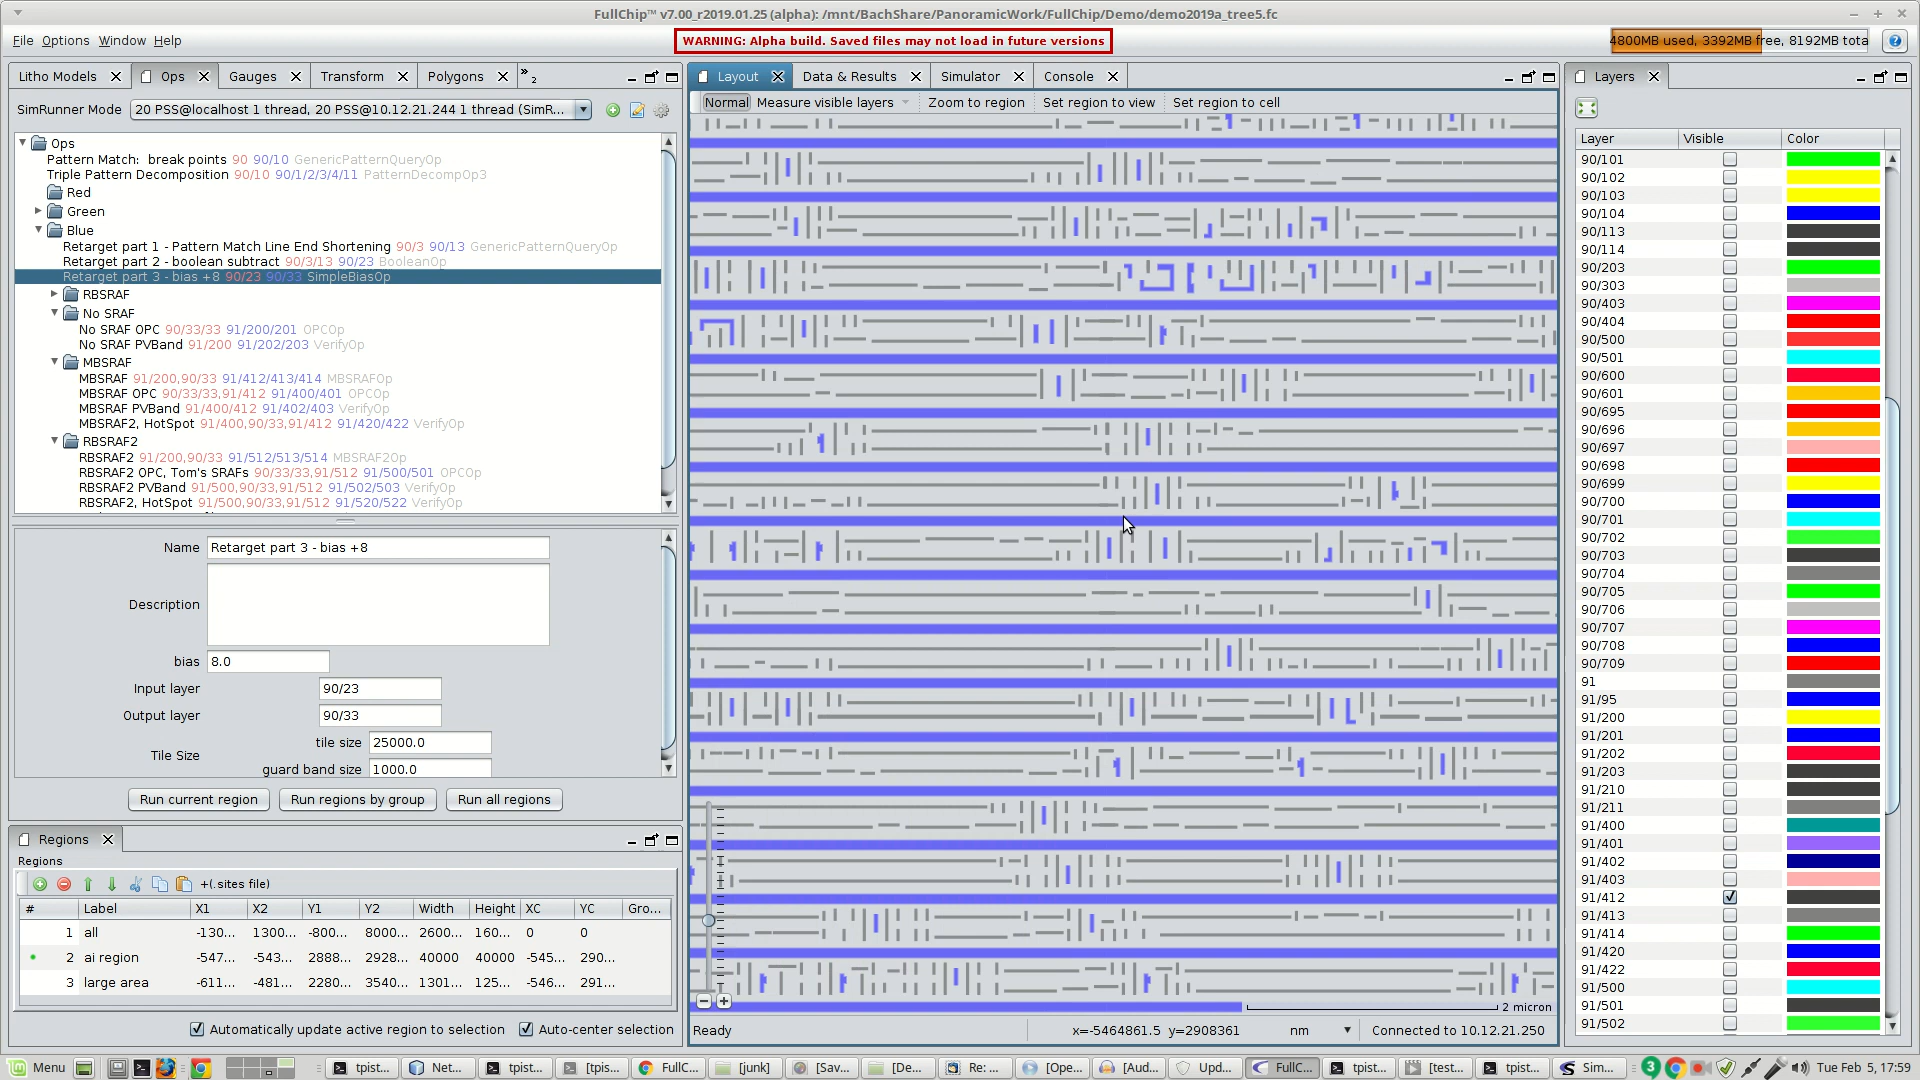 FullChip™ v7.00_r2019.01.25 (alpha): /mnt/BachShare/PanoramicWork/FullChip/Demo/demo2019a_tree5.fc
File Options Window Help
WARNING: Alpha build. Saved files may not load in future versions
4800MB used, 3392MB free, 8192MB tota
Litho Models Ops Gauges Transform Polygons »2
SimRunner Mode 20 PSS@localhost 1 thread, 20 PSS@10.12.21.244 1 thread (SimR...
Ops
Pattern Match: break points 90 90/10 GenericPatternQueryOp
Triple Pattern Decomposition 90/10 90/1/2/3/4/11 PatternDecompOp3
Red
Green
Blue
Retarget part 1 - Pattern Match Line End Shortening 90/3 90/13 GenericPatternQueryOp
Retarget part 2 - boolean subtract 90/3/13 90/23 BooleanOp
Retarget part 3 - bias +8 90/23 90/33 SimpleBiasOp
RBSRAF
No SRAF
No SRAF OPC 90/33/33 91/200/201 OPCOp
No SRAF PVBand 91/200 91/202/203 VerifyOp
MBSRAF
MBSRAF 91/200,90/33 91/412/413/414 MBSRAFOp
MBSRAF OPC 90/33/33,91/412 91/400/401 OPCOp
MBSRAF PVBand 91/400/412 91/402/403 VerifyOp
MBSRAF2, HotSpot 91/400,90/33,91/412 91/420/422 VerifyOp
RBSRAF2
RBSRAF2 91/200,90/33 91/512/513/514 MBSRAF2Op
RBSRAF2 OPC, Tom's SRAFs 90/33/33,91/512 91/500/501 OPCOp
RBSRAF2 PVBand 91/500,90/33,91/512 91/502/503 VerifyOp
RBSRAF2, HotSpot 91/500,90/33,91/512 91/520/522 VerifyOp
Name Retarget part 3 - bias +8
Description
bias 8.0
Input layer 90/23
Output layer 90/33
Tile Size
tile size 25000.0
guard band size 1000.0
Run current region Run regions by group Run all regions
Regions
Regions
+(.sites file)
# Label X1 X2 Y1 Y2 Width Height XC YC Gro...
1 all -130... 1300... -800... 8000... 2600... 160... 0 0
2 ai region -547... -543... 2888... 2928... 40000 40000 -545... 290...
3 large area -611... -481... 2280... 3540... 1301... 125... -546... 291...
Automatically update active region to selection Auto-center selection
Layout Data & Results Simulator Console
Normal Measure visible layers Zoom to region Set region to view Set region to cell
2 micron
Ready x=-5464861.5 y=2908361 nm Connected to 10.12.21.250
Layers
Layer Visible Color
90/101
90/102
90/103
90/104
90/113
90/114
90/203
90/303
90/403
90/404
90/500
90/501
90/600
90/601
90/695
90/696
90/697
90/698
90/699
90/700
90/701
90/702
90/703
90/704
90/705
90/706
90/707
90/708
90/709
91
91/95
91/200
91/201
91/202
91/203
91/210
91/211
91/400
91/401
91/402
91/403
91/412
91/413
91/414
91/420
91/422
91/500
91/501
91/502
Menu tpist... Net... tpist... [tpis... FullC... [junk] [Sav... [De... Re: ... [Ope... [Aud... Upd... FullC... tpist... [test... tpist... Sim... 3 Tue Feb 5, 17:59